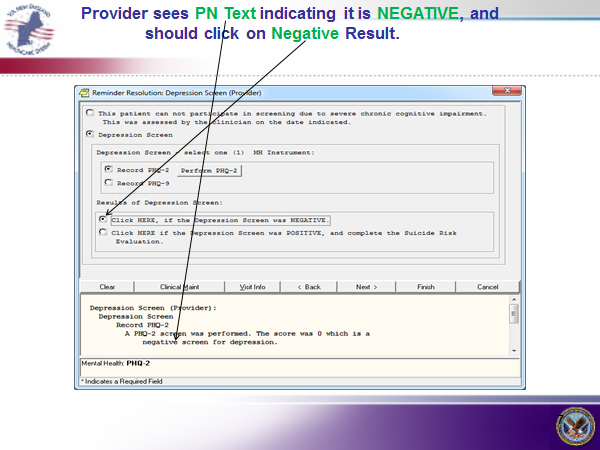 Provider sees PN Text indicating it is NEGATIVE, and
should click on Negative Result.
VA NEW ENGLAND
HEALTHCARE SYSTEM
Reminder Resolution: Depression Screen (Provider)
This patient can not participate in screening due to severe chronic cognitive impairment.
This was assessed by the clinician on the date indicated.
Depression Screen
Depression Screen - select one (1) MH Instrument:
Record PHQ-2 Perform PHQ-2
Record PHQ-9
Results of Depression Screen:
Click HERE, if the Depression Screen was NEGATIVE.
Click HERE if the Depression Screen was POSITIVE, and complete the Suicide Risk
Evaluation.
Clear Clinical Maint Visit Info < Back Next > Finish Cancel
Depression Screen (Provider):
Depression Screen
Record PHQ-2
A PHQ-2 screen was performed. The score was 0 which is a
negative screen for depression.
Mental Health: PHQ-2
* Indicates a Required Field